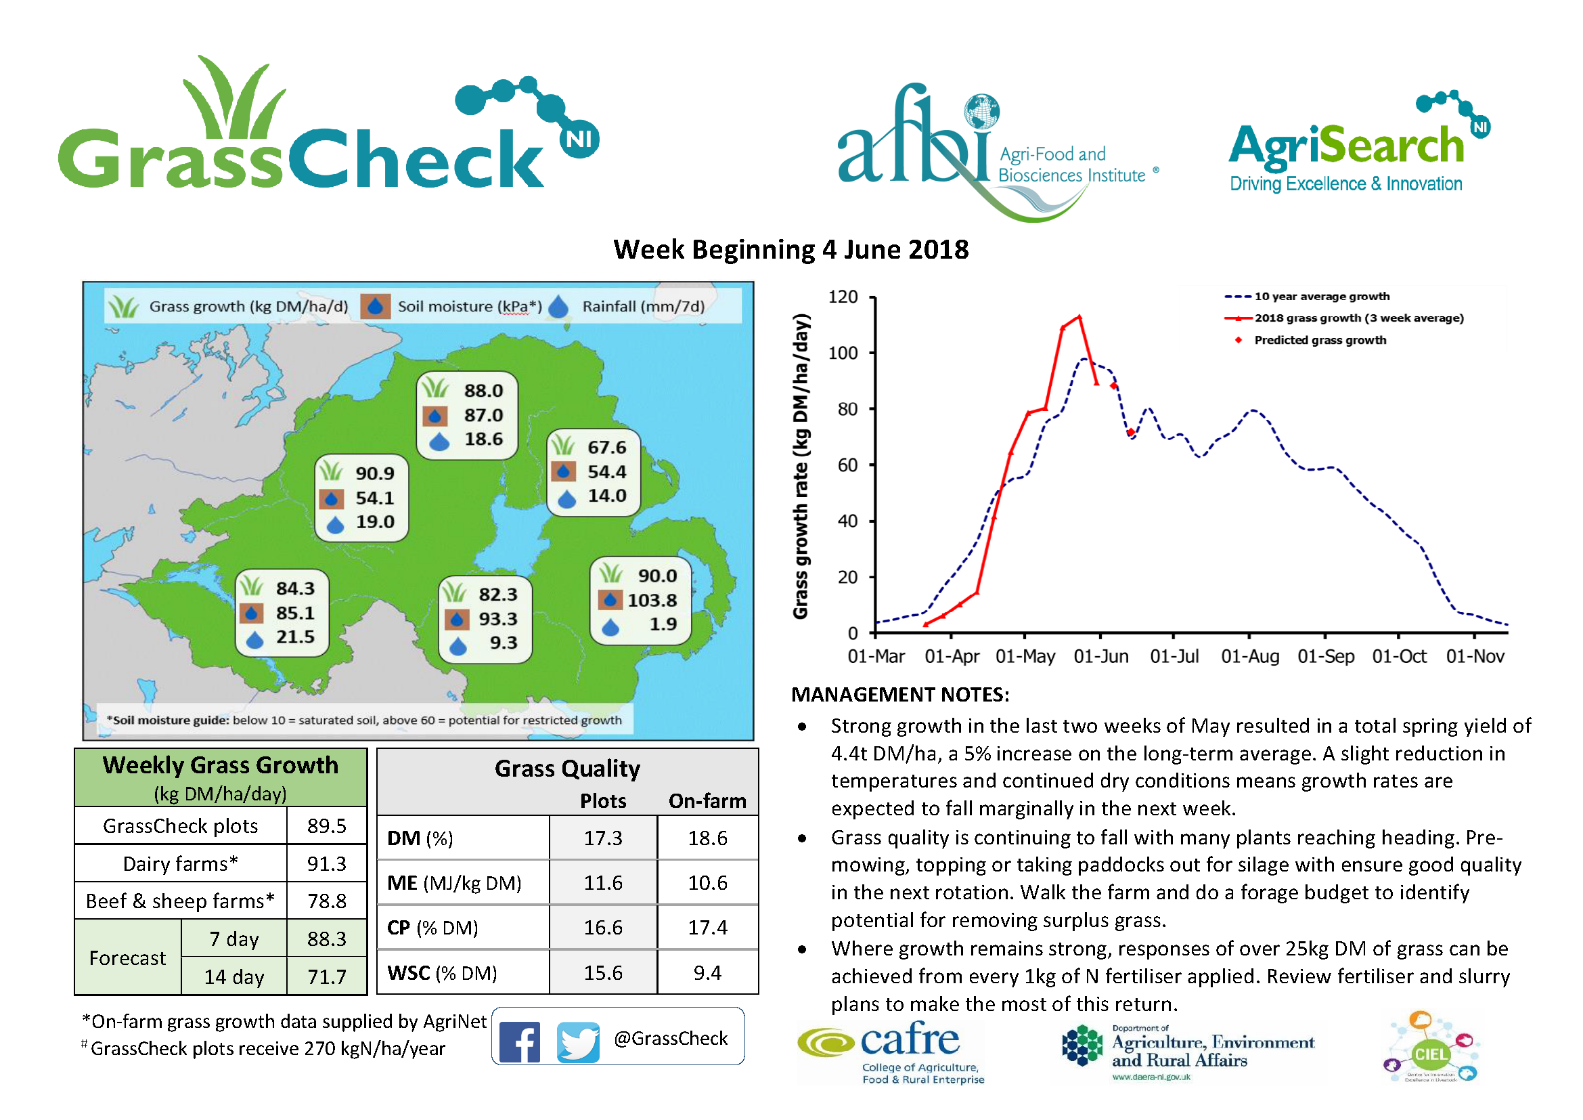 GrassCheck NI
afbi Agri-Food and
Biosciences Institute ®
AgriSearch NI
Driving Excellence & Innovation
Week Beginning 4 June 2018
Grass growth (kg DM/ha/d) Soil moisture (kPa*) Rainfall (mm/7d)
88.0
87.0
18.6
67.6
54.4
14.0
90.9
54.1
19.0
84.3
85.1
21.5
82.3
93.3
9.3
90.0
103.8
1.9
*Soil moisture guide: below 10 = saturated soil, above 60 = potential for restricted growth
Grass growth rate (kg DM/ha/day)
120
100
80
60
40
20
0
01-Mar 01-Apr 01-May 01-Jun 01-Jul 01-Aug 01-Sep 01-Oct 01-Nov
10 year average growth
2018 grass growth (3 week average)
Predicted grass growth
Weekly Grass Growth
(kg DM/ha/day)
GrassCheck plots 89.5
Dairy farms* 91.3
Beef & sheep farms* 78.8
Forecast
7 day 88.3
14 day 71.7
Grass Quality
Plots On-farm
DM (%) 17.3 18.6
ME (MJ/kg DM) 11.6 10.6
CP (% DM) 16.6 17.4
WSC (% DM) 15.6 9.4
*On-farm grass growth data supplied by AgriNet
# GrassCheck plots receive 270 kgN/ha/year
@GrassCheck
MANAGEMENT NOTES:
• Strong growth in the last two weeks of May resulted in a total spring yield of
4.4t DM/ha, a 5% increase on the long-term average. A slight reduction in
temperatures and continued dry conditions means growth rates are
expected to fall marginally in the next week.
• Grass quality is continuing to fall with many plants reaching heading. Pre-
mowing, topping or taking paddocks out for silage with ensure good quality
in the next rotation. Walk the farm and do a forage budget to identify
potential for removing surplus grass.
• Where growth remains strong, responses of over 25kg DM of grass can be
achieved from every 1kg of N fertiliser applied. Review fertiliser and slurry
plans to make the most of this return.
cafre
College of Agriculture,
Food & Rural Enterprise
Department of
Agriculture, Environment
and Rural Affairs
www.daera-ni.gov.uk
CIEL